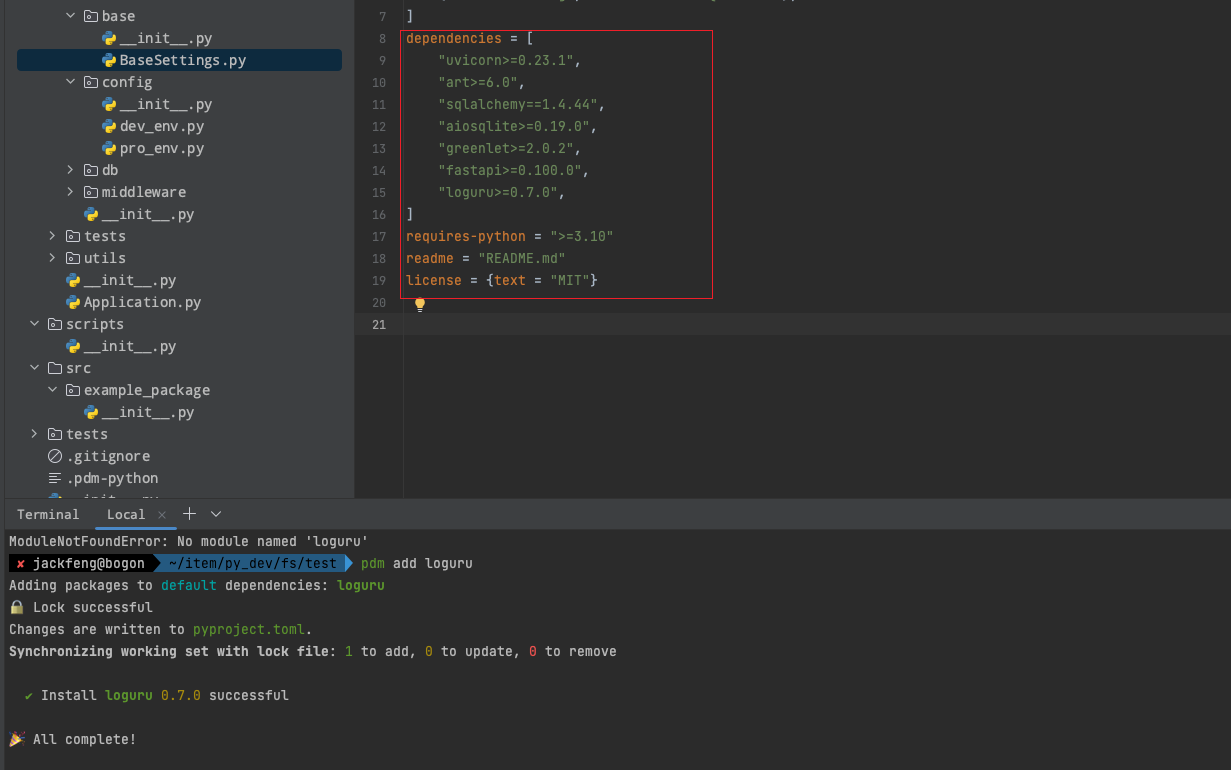 base
__init__.py
BaseSettings.py
config
__init__.py
dev_env.py
pro_env.py
db
middleware
__init__.py
tests
utils
__init__.py
Application.py
scripts
__init__.py
src
example_package
__init__.py
tests
.gitignore
.pdm-python
__init__.py
7 ]
8 dependencies = [
9 "uvicorn>=0.23.1",
10 "art>=6.0",
11 "sqlalchemy==1.4.44",
12 "aiosqlite>=0.19.0",
13 "greenlet>=2.0.2",
14 "fastapi>=0.100.0",
15 "loguru>=0.7.0",
16 ]
17 requires-python = ">=3.10"
18 readme = "README.md"
19 license = {text = "MIT"}
20
21
Terminal Local × +
ModuleNotFoundError: No module named 'loguru'
✘ jackfeng@bogon ~/item/py_dev/fs/test pdm add loguru
Adding packages to default dependencies: loguru
🔒 Lock successful
Changes are written to pyproject.toml.
Synchronizing working set with lock file: 1 to add, 0 to update, 0 to remove
✔ Install loguru 0.7.0 successful
🎉 All complete!